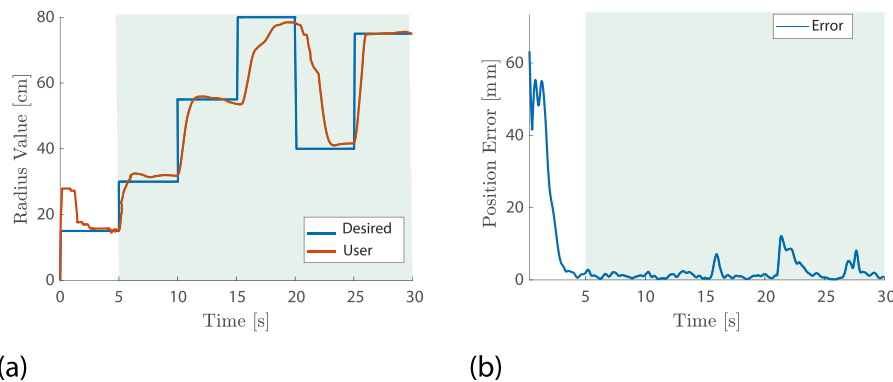 80
60
40
20
0
Radius Value [cm]
Desired
User
0 5 10 15 20 25 30
Time [s]
(a)
60
40
20
0
Position Error [mm]
Error
5 10 15 20 25 30
Time [s]
(b)